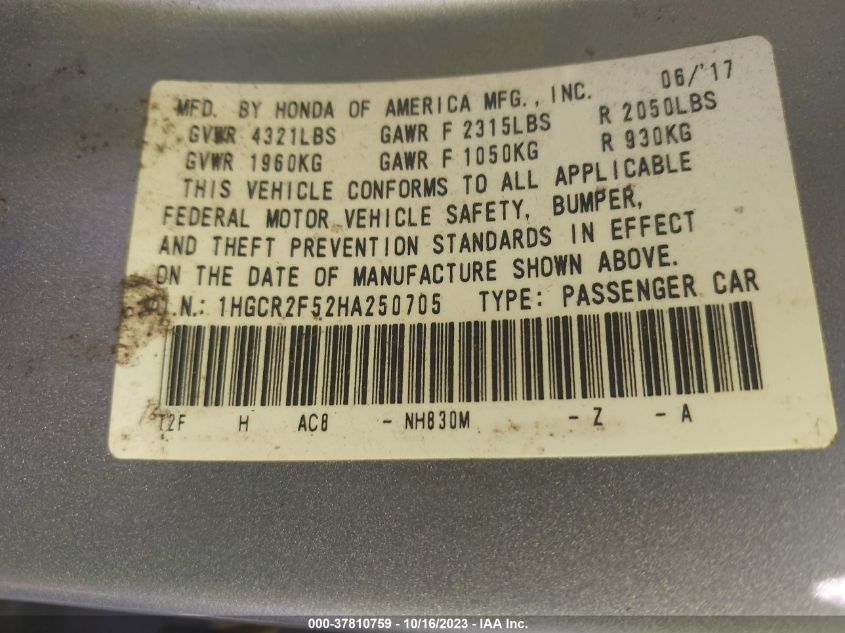 06/'17
MFD. BY HONDA OF AMERICA MFG., INC.
GVWR 4321LBS GAWR F 2315LBS R 2050LBS
GVWR 1960KG GAWR F 1050KG R 930KG
THIS VEHICLE CONFORMS TO ALL APPLICABLE
FEDERAL MOTOR VEHICLE SAFETY, BUMPER,
AND THEFT PREVENTION STANDARDS IN EFFECT
ON THE DATE OF MANUFACTURE SHOWN ABOVE.
.N.: 1HGCR2F52HA250705 TYPE: PASSENGER CAR
T2F H AC8 - NH830M - Z - A
000-37810759 - 10/16/2023 - IAA Inc.